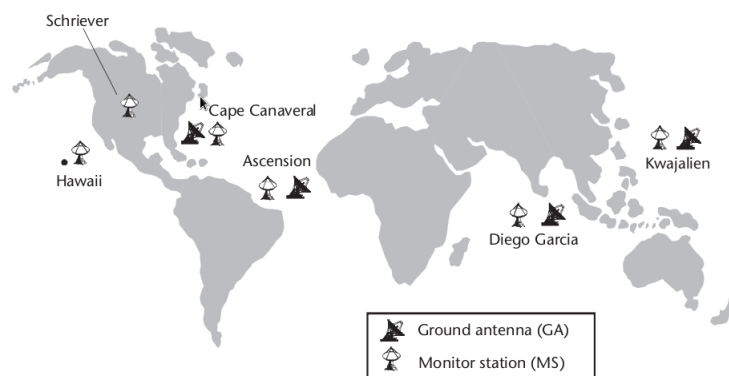 Schriever
Cape Canaveral
Ascension
Hawaii
Kwajalien
Diego Garcia
Ground antenna (GA)
Monitor station (MS)